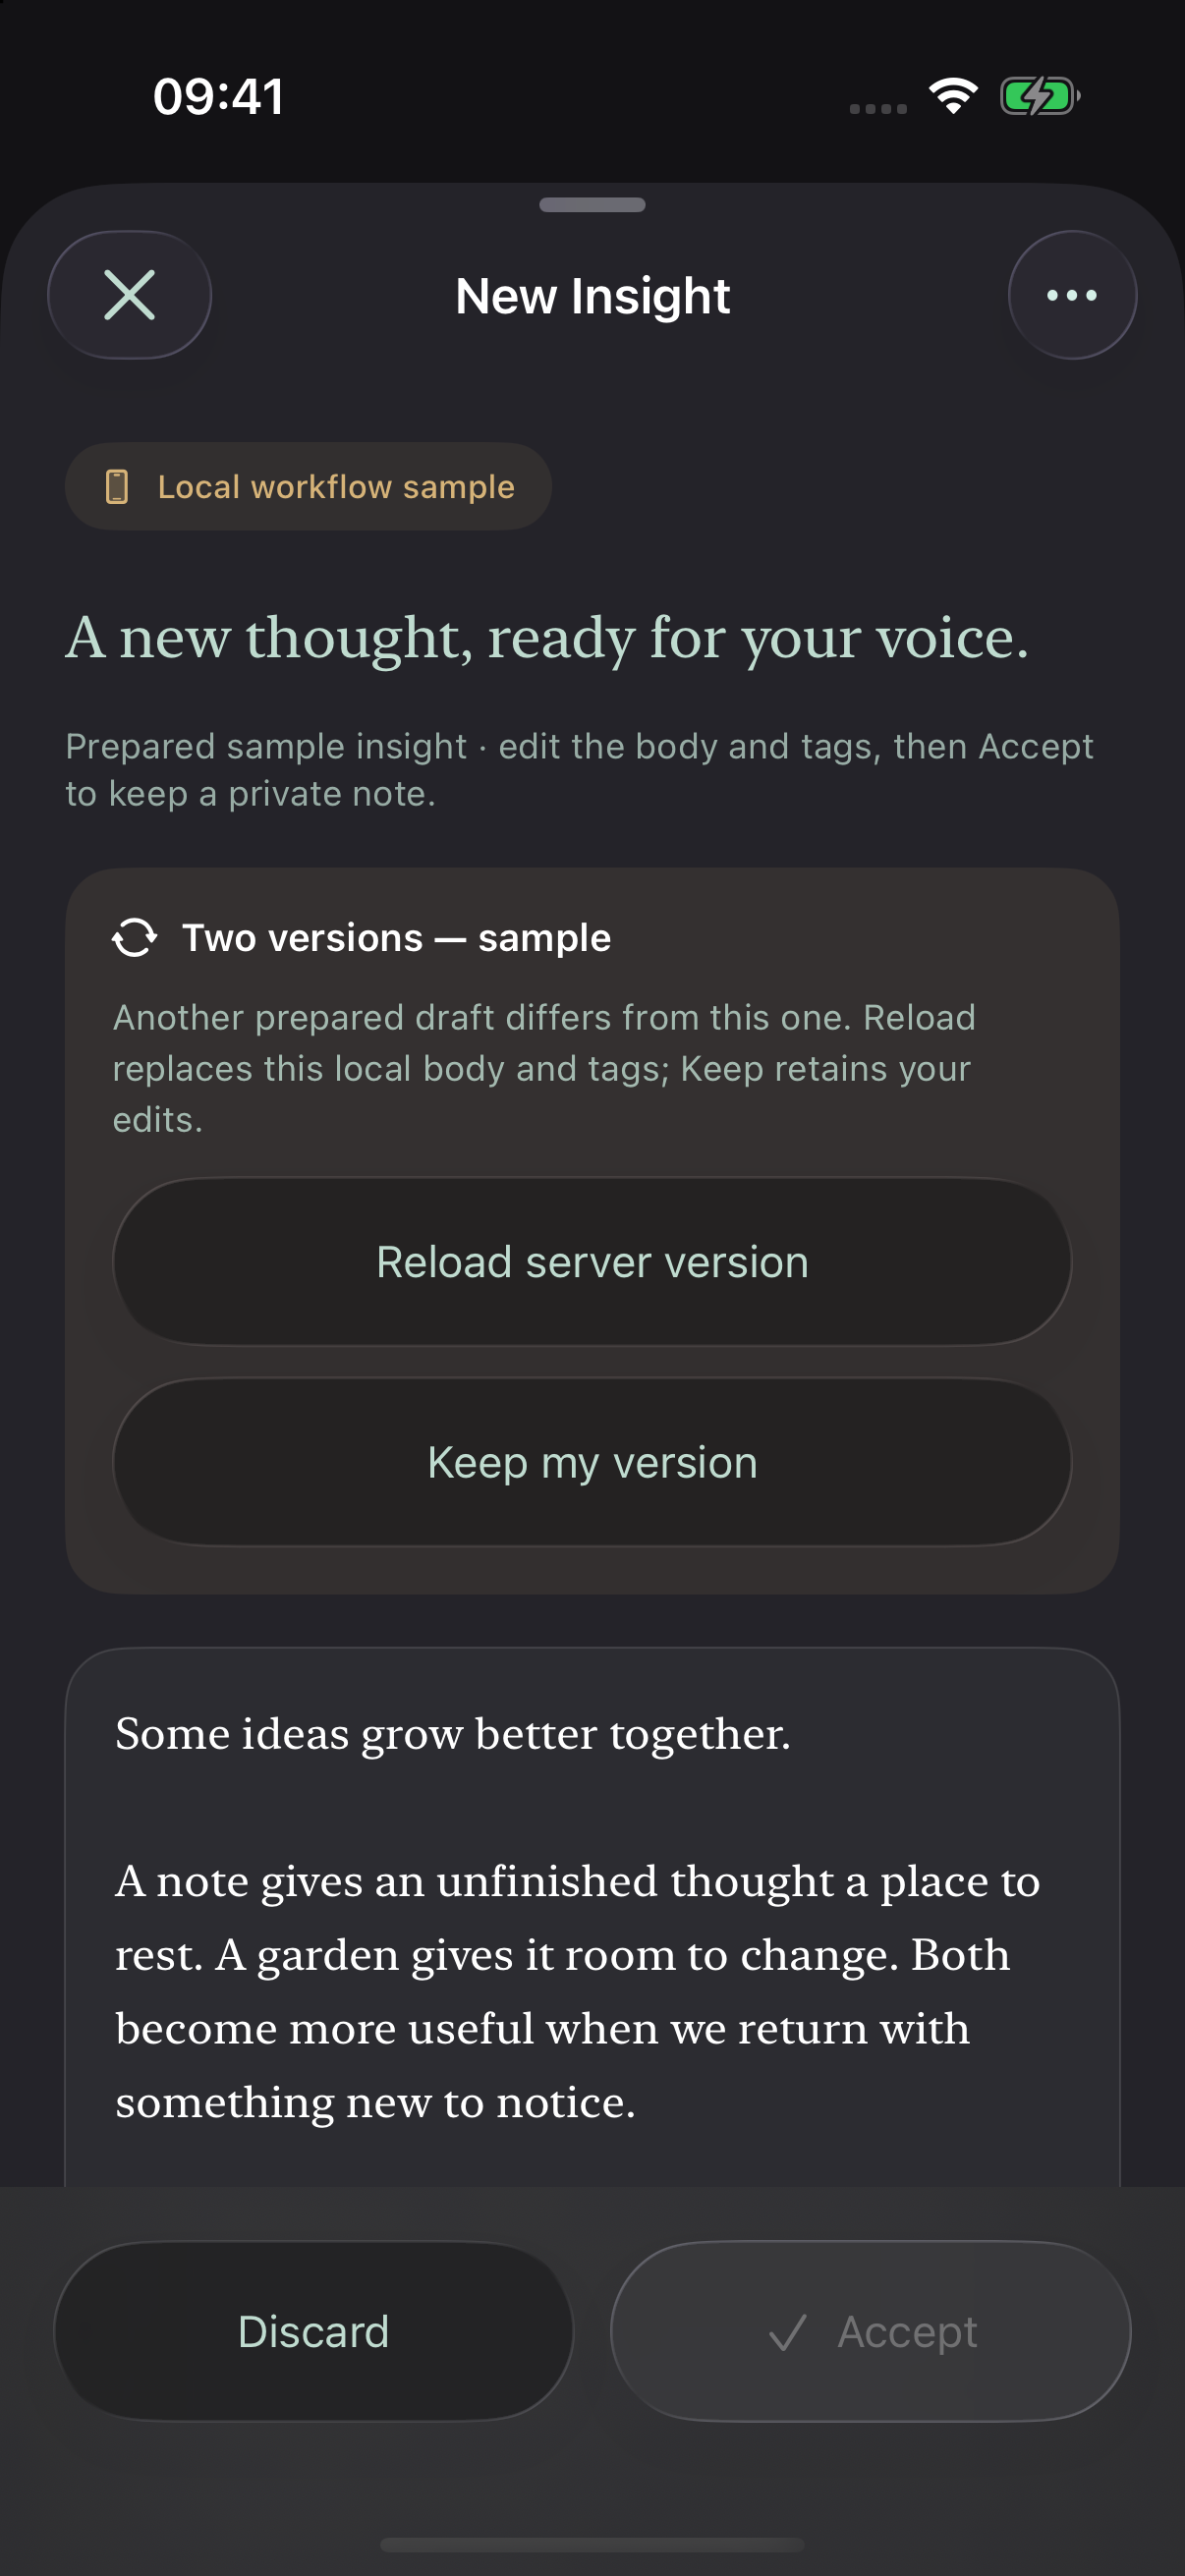 09:41
New Insight
Local workflow sample
A new thought, ready for your voice.
Prepared sample insight · edit the body and tags, then Accept
to keep a private note.
Two versions — sample
Another prepared draft differs from this one. Reload
replaces this local body and tags; Keep retains your
edits.
Reload server version
Keep my version
Some ideas grow better together.
A note gives an unfinished thought a place to
rest. A garden gives it room to change. Both
become more useful when we return with
something new to notice.
Discard
Accept